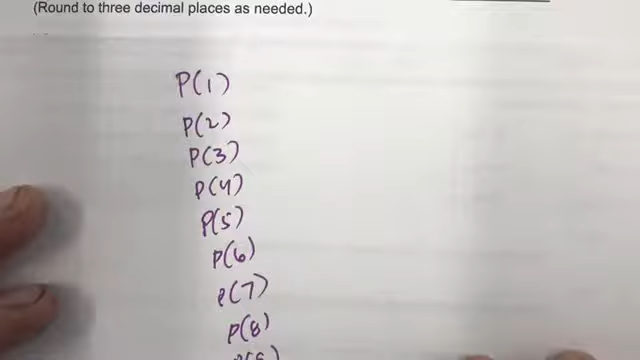 (Round to three decimal places as needed.)
P(1)
P(2)
P(3)
P(4)
P(5)
P(6)
P(7)
P(8)